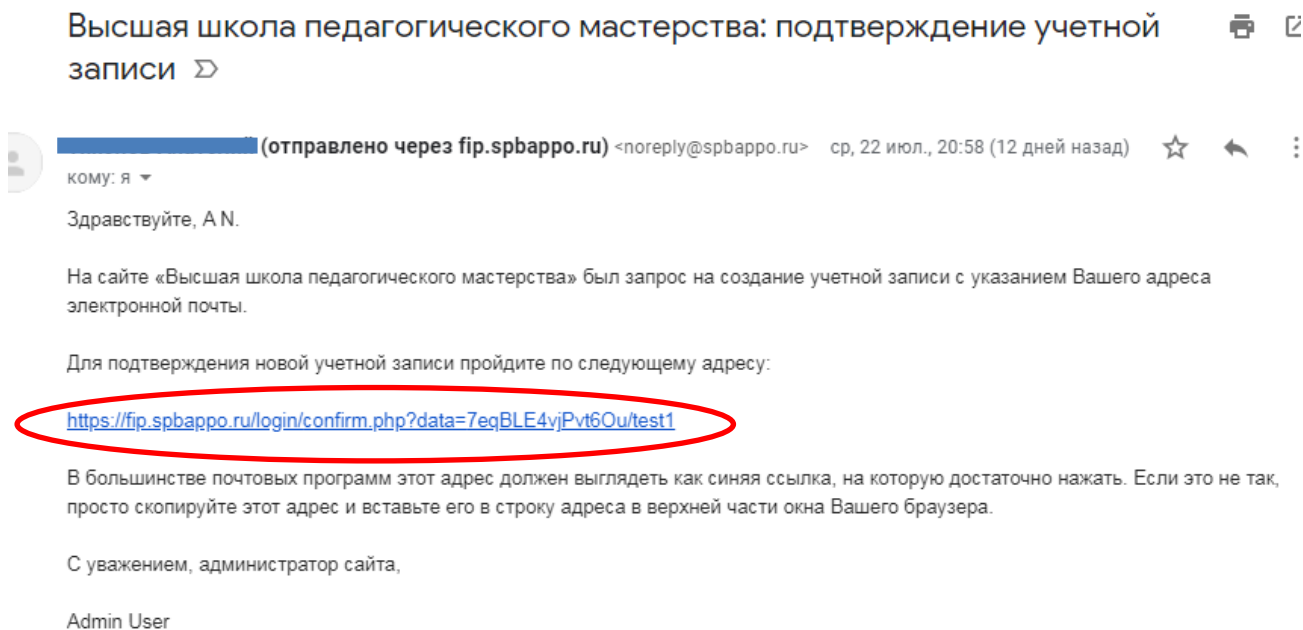 Высшая школа педагогического мастерства: подтверждение учетной
записи
(отправлено через fip.spbappo.ru) <noreply@spbappo.ru> ср, 22 июл., 20:58 (12 дней назад)
кому: я
Здравствуйте, A N.
На сайте «Высшая школа педагогического мастерства» был запрос на создание учетной записи с указанием Вашего адреса
электронной почты.
Для подтверждения новой учетной записи пройдите по следующему адресу:
https://fip.spbappo.ru/login/confirm.php?data=7eqBLE4vjPvt6Ou/test1
В большинстве почтовых программ этот адрес должен выглядеть как синяя ссылка, на которую достаточно нажать. Если это не так,
просто скопируйте этот адрес и вставьте его в строку адреса в верхней части окна Вашего браузера.
С уважением, администратор сайта,
Admin User